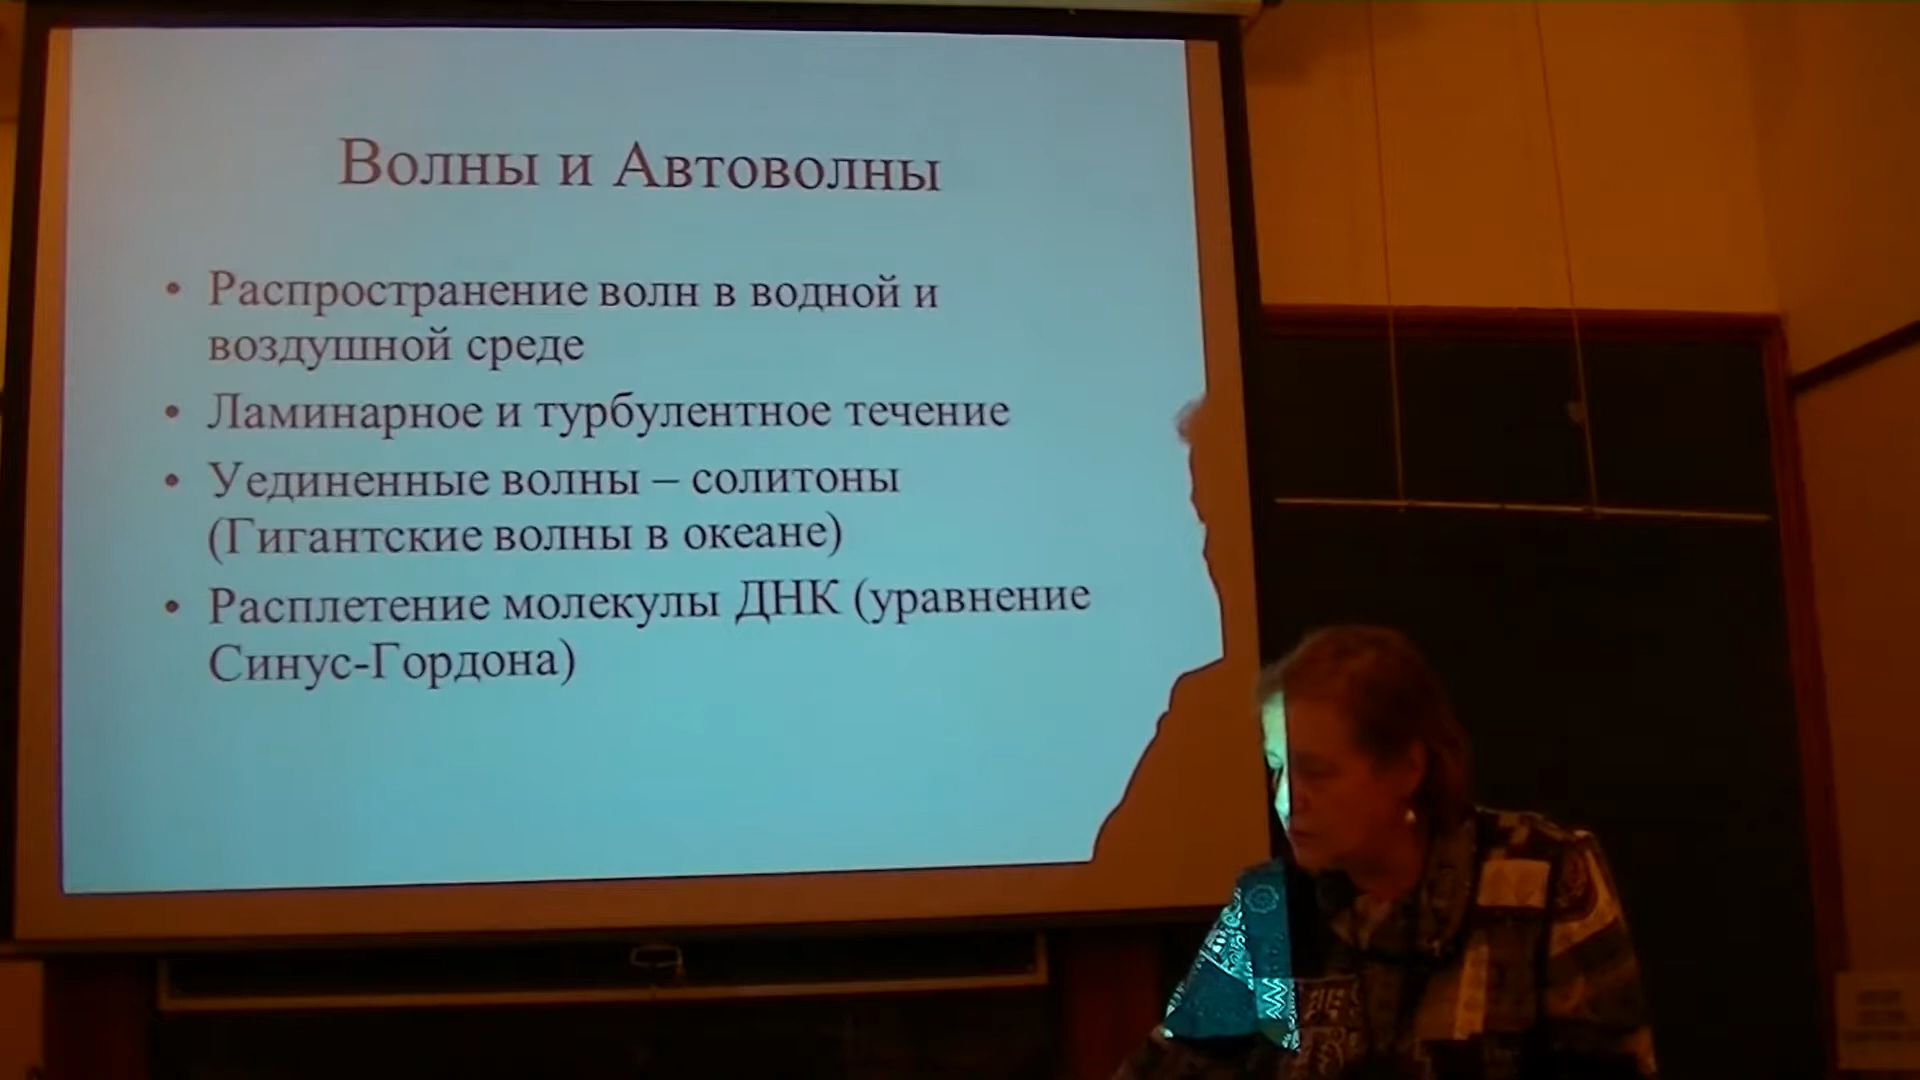 Волны и Автоволны
• Распространение волн в водной и
воздушной среде
• Ламинарное и турбулентное течение
• Уединенные волны – солитоны
(Гигантские волны в океане)
• Расплетение молекулы ДНК (уравнение
Синус-Гордона)